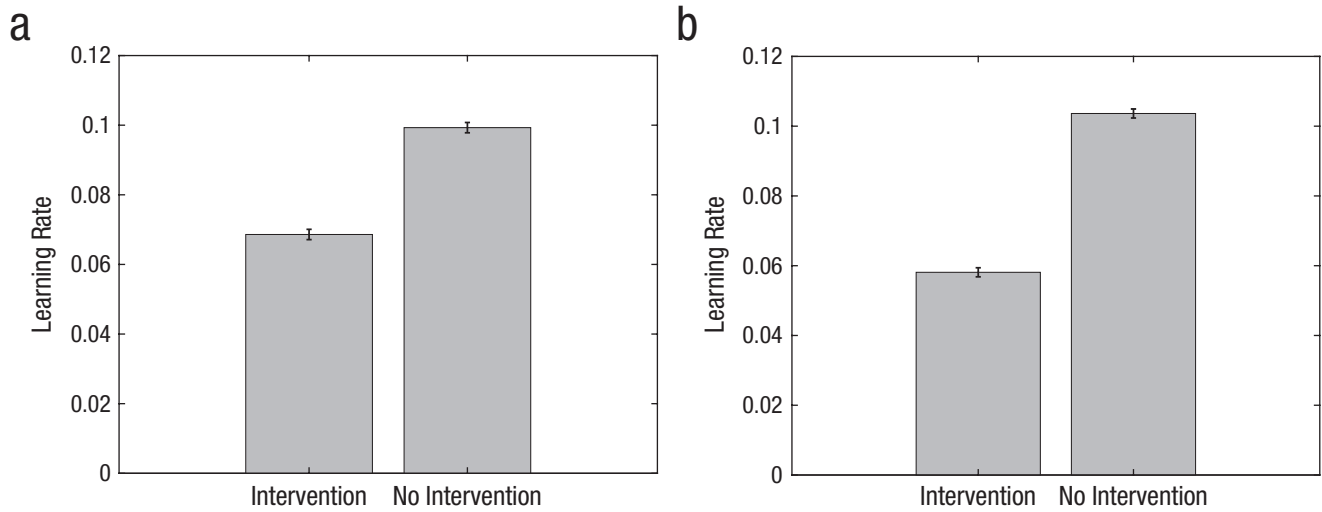 a
0.12
0.1
0.08
0.06
0.04
0.02
0
Learning Rate
Intervention
No Intervention
b
0.12
0.1
0.08
0.06
0.04
0.02
0
Learning Rate
Intervention
No Intervention